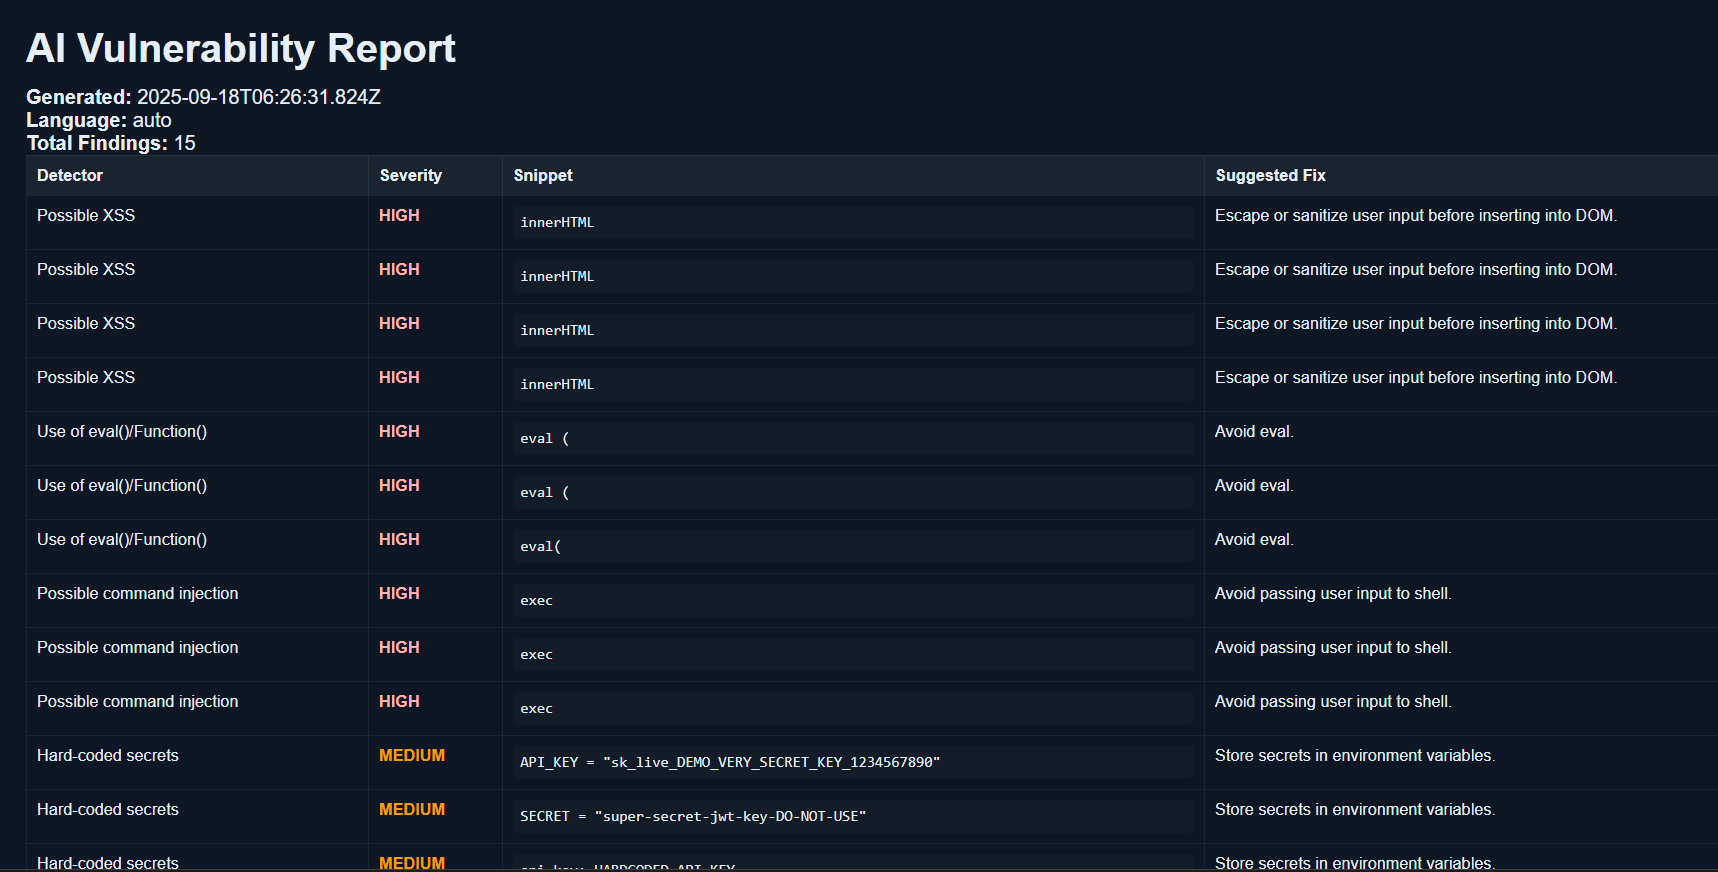 AI Vulnerability Report
Generated: 2025-09-18T06:26:31.824Z
Language: auto
Total Findings: 15
Detector Severity Snippet Suggested Fix
Possible XSS HIGH innerHTML Escape or sanitize user input before inserting into DOM.
Possible XSS HIGH innerHTML Escape or sanitize user input before inserting into DOM.
Possible XSS HIGH innerHTML Escape or sanitize user input before inserting into DOM.
Possible XSS HIGH innerHTML Escape or sanitize user input before inserting into DOM.
Use of eval()/Function() HIGH eval ( Avoid eval.
Use of eval()/Function() HIGH eval ( Avoid eval.
Use of eval()/Function() HIGH eval( Avoid eval.
Possible command injection HIGH exec Avoid passing user input to shell.
Possible command injection HIGH exec Avoid passing user input to shell.
Possible command injection HIGH exec Avoid passing user input to shell.
Hard-coded secrets MEDIUM API_KEY = "sk_live_DEMO_VERY_SECRET_KEY_1234567890" Store secrets in environment variables.
Hard-coded secrets MEDIUM SECRET = "super-secret-jwt-key-DO-NOT-USE" Store secrets in environment variables.
Hard-coded secrets MEDIUM Store secrets in environment variables.